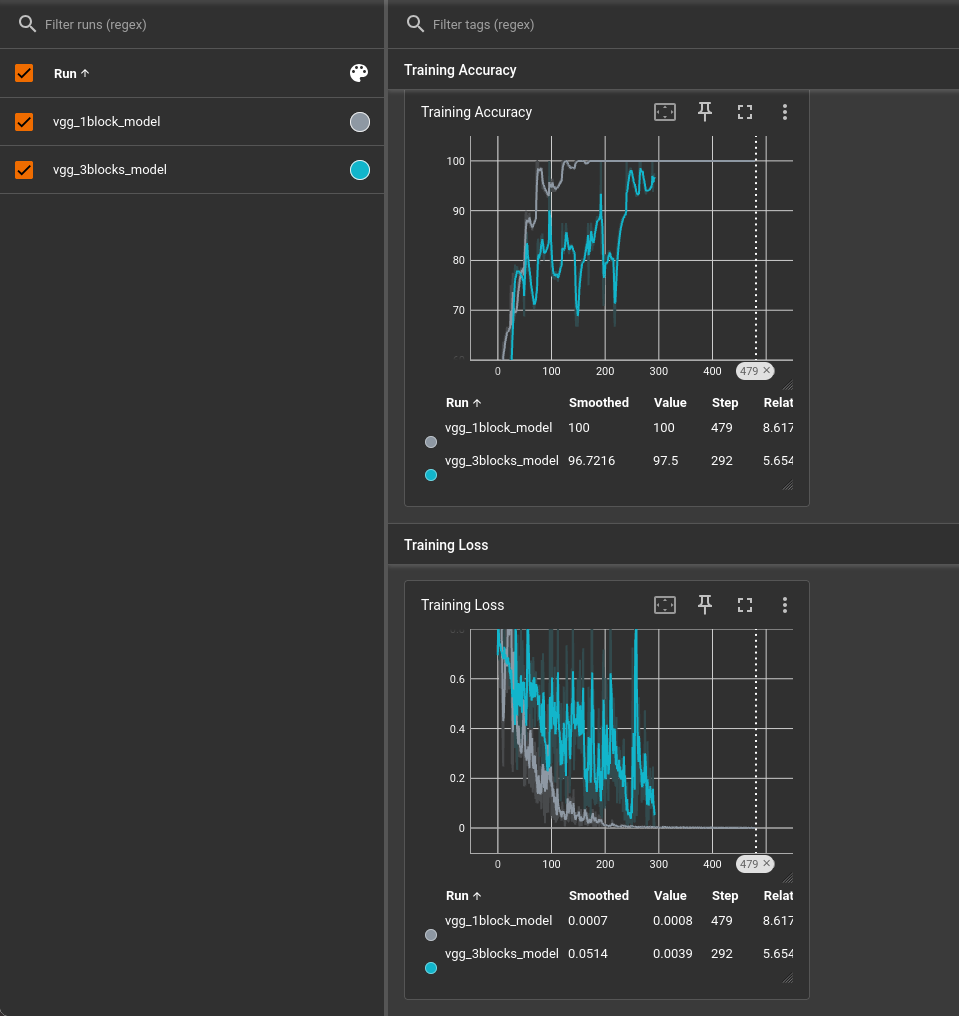 Filter runs (regex)
Filter tags (regex)
Run ↑
vgg_1block_model
vgg_3blocks_model
Training Accuracy
Training Accuracy
100
90
80
70
0 100 200 300 400 479 ×
Run ↑ Smoothed Value Step Relat
vgg_1block_model 100 100 479 8.617
vgg_3blocks_model 96.7216 97.5 292 5.654
Training Loss
Training Loss
0.6
0.4
0.2
0
0 100 200 300 400 479 ×
Run ↑ Smoothed Value Step Relat
vgg_1block_model 0.0007 0.0008 479 8.617
vgg_3blocks_model 0.0514 0.0039 292 5.654